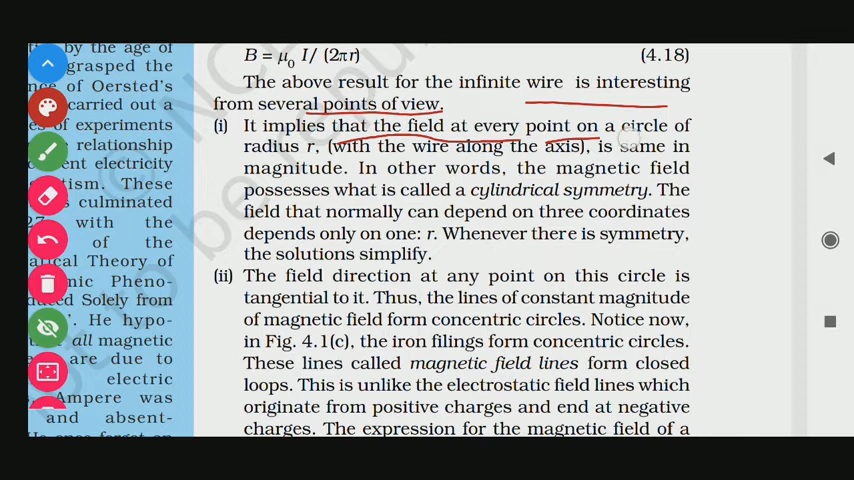 by the age of
grasped the
nce of Oersted's
carried out a
s of experiments
e relationship
ent electricity
netism. These
s culminated
27 with the
of the
atical Theory of
nic Pheno-
duced Solely from
'. He hypo-
all magnetic
are due to
electric
Ampere was
and absent-
B = μ0 I/ (2πr) (4.18)
The above result for the infinite wire is interesting
from several points of view.
(i) It implies that the field at every point on a circle of
radius r, (with the wire along the axis), is same in
magnitude. In other words, the magnetic field
possesses what is called a cylindrical symmetry. The
field that normally can depend on three coordinates
depends only on one: r. Whenever there is symmetry,
the solutions simplify.
(ii) The field direction at any point on this circle is
tangential to it. Thus, the lines of constant magnitude
of magnetic field form concentric circles. Notice now,
in Fig. 4.1(c), the iron filings form concentric circles.
These lines called magnetic field lines form closed
loops. This is unlike the electrostatic field lines which
originate from positive charges and end at negative
charges. The expression for the magnetic field of a